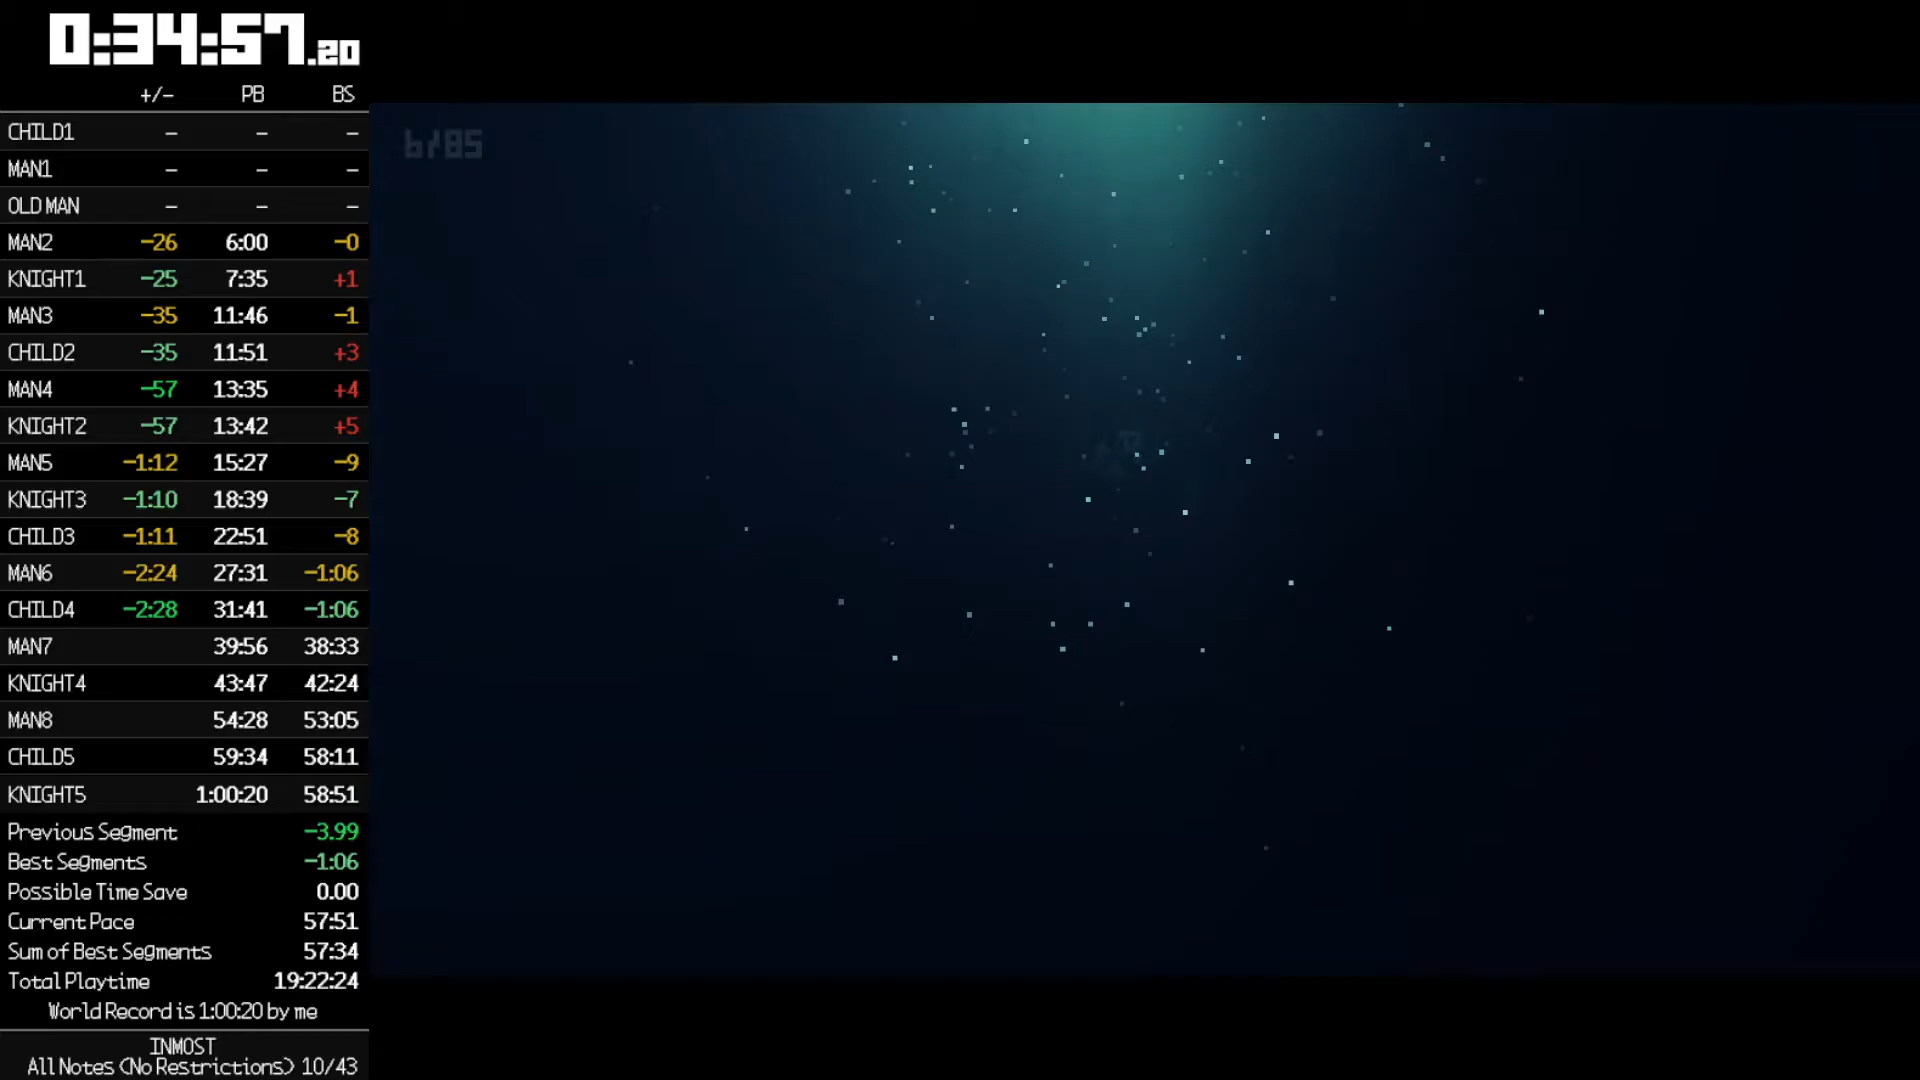 0:34:57.20
+/- PB BS
CHILD1 – – –
MAN1 – – –
OLD MAN – – –
MAN2 -26 6:00 -0
KNIGHT1 -25 7:35 +1
MAN3 -35 11:46 -1
CHILD2 -35 11:51 +3
MAN4 -57 13:35 +4
KNIGHT2 -57 13:42 +5
MAN5 -1:12 15:27 -9
KNIGHT3 -1:10 18:39 -7
CHILD3 -1:11 22:51 -8
MAN6 -2:24 27:31 -1:06
CHILD4 -2:28 31:41 -1:06
MAN7 39:56 38:33
KNIGHT4 43:47 42:24
MAN8 54:28 53:05
CHILD5 59:34 58:11
KNIGHT5 1:00:20 58:51
Previous Segment -3.99
Best Segments -1:06
Possible Time Save 0.00
Current Pace 57:51
Sum of Best Segments 57:34
Total Playtime 19:22:24
World Record is 1:00:20 by me
INMOST
All Notes (No Restrictions) 10/43